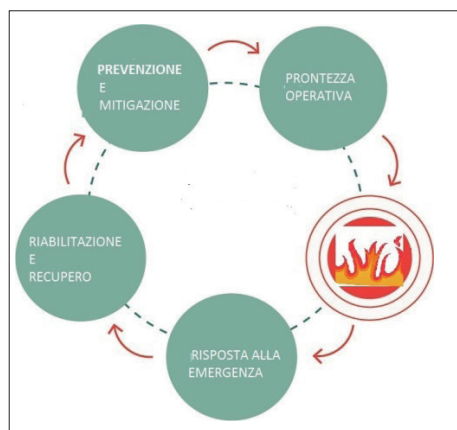 PREVENZIONE
E
MITIGAZIONE
PRONTEZZA
OPERATIVA
RISPOSTA ALLA
EMERGENZA
RIABILITAZIONE
E
RECUPERO